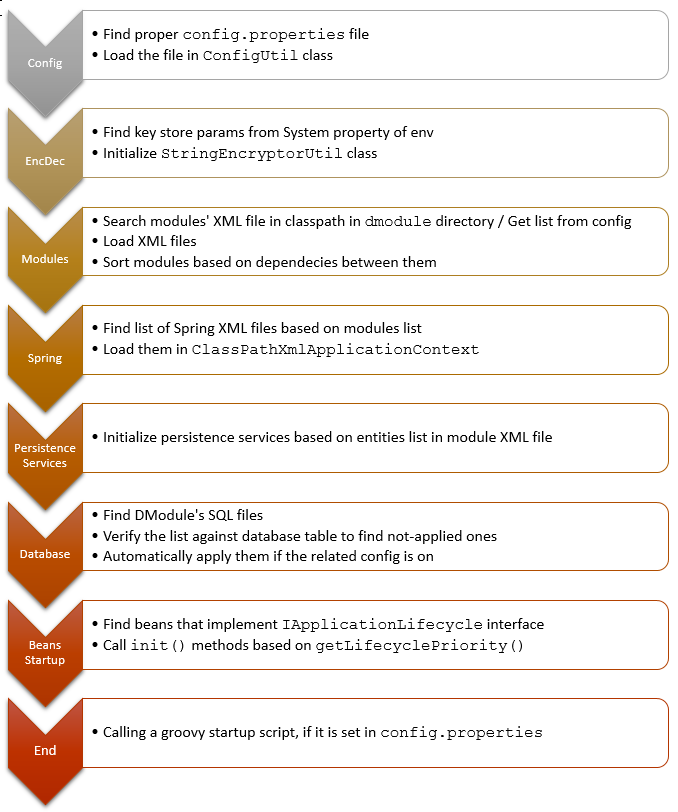 Config
• Find proper config.properties file
• Load the file in ConfigUtil class
EncDec
• Find key store params from System property of env
• Initialize StringEncryptorUtil class
Modules
• Search modules' XML file in classpath in dmodule directory / Get list from config
• Load XML files
• Sort modules based on dependecies between them
Spring
• Find list of Spring XML files based on modules list
• Load them in ClassPathXmlApplicationContext
Persistence
Services
• Initialize persistence services based on entities list in module XML file
Database
• Find DModule's SQL files
• Verify the list against database table to find not-applied ones
• Automatically apply them if the related config is on
Beans
Startup
• Find beans that implement IApplicationLifecycle interface
• Call init() methods based on getLifecyclePriority()
End
• Calling a groovy startup script, if it is set in config.properties